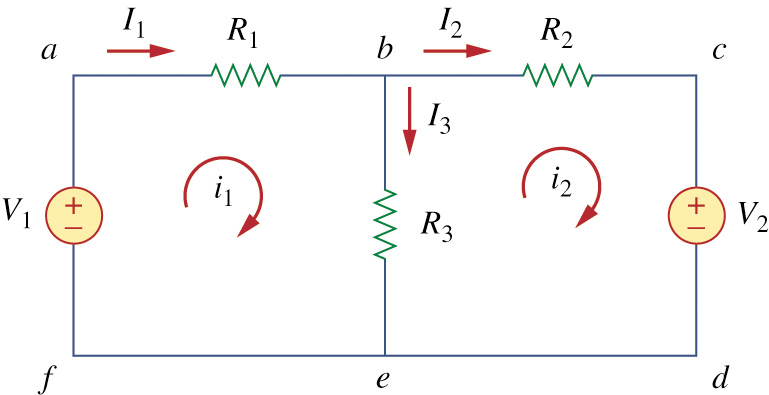 I1 R1 I2 R2
a b c
I3
i1 i2
V1 + − R3 + − V2
f e d